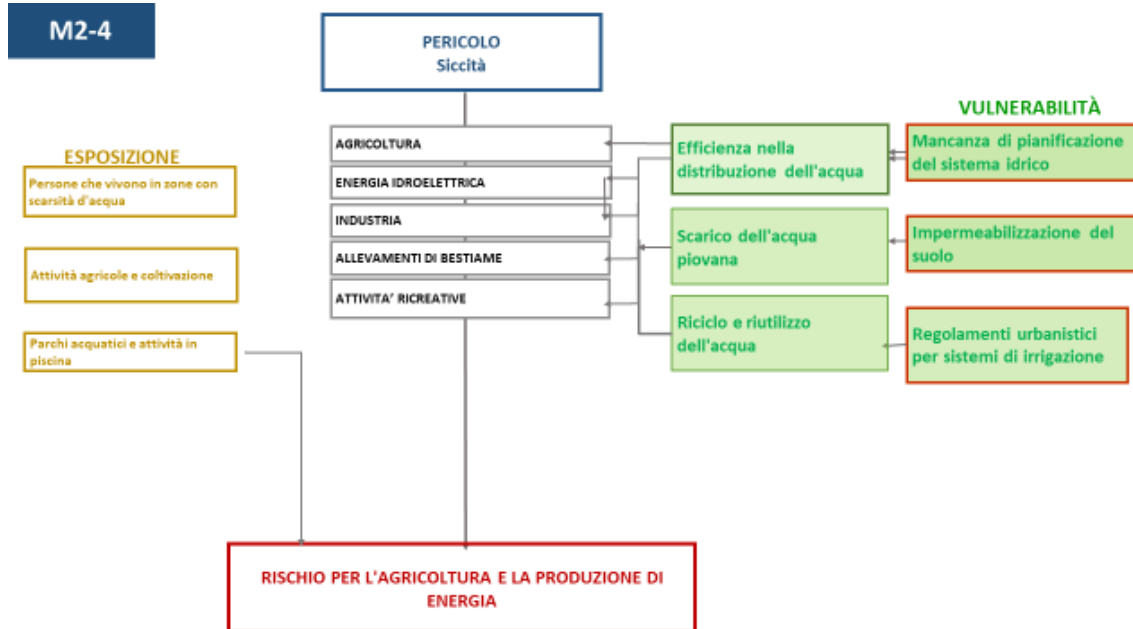 M2-4
PERICOLO
Siccità
ESPOSIZIONE
Persone che vivono in zone con
scarsità d'acqua
Attività agricole e coltivazione
Parchi acquatici e attività in
piscina
AGRICOLTURA
ENERGIA IDROELETTRICA
INDUSTRIA
ALLEVAMENTI DI BESTIAME
ATTIVITA' RICREATIVE
Efficienza nella
distribuzione dell'acqua
Scarico dell'acqua
piovana
Riciclo e riutilizzo
dell'acqua
VULNERABILITÀ
Mancanza di pianificazione
del sistema idrico
Impermeabilizzazione del
suolo
Regolamenti urbanistici
per sistemi di irrigazione
RISCHIO PER L'AGRICOLTURA E LA PRODUZIONE DI
ENERGIA